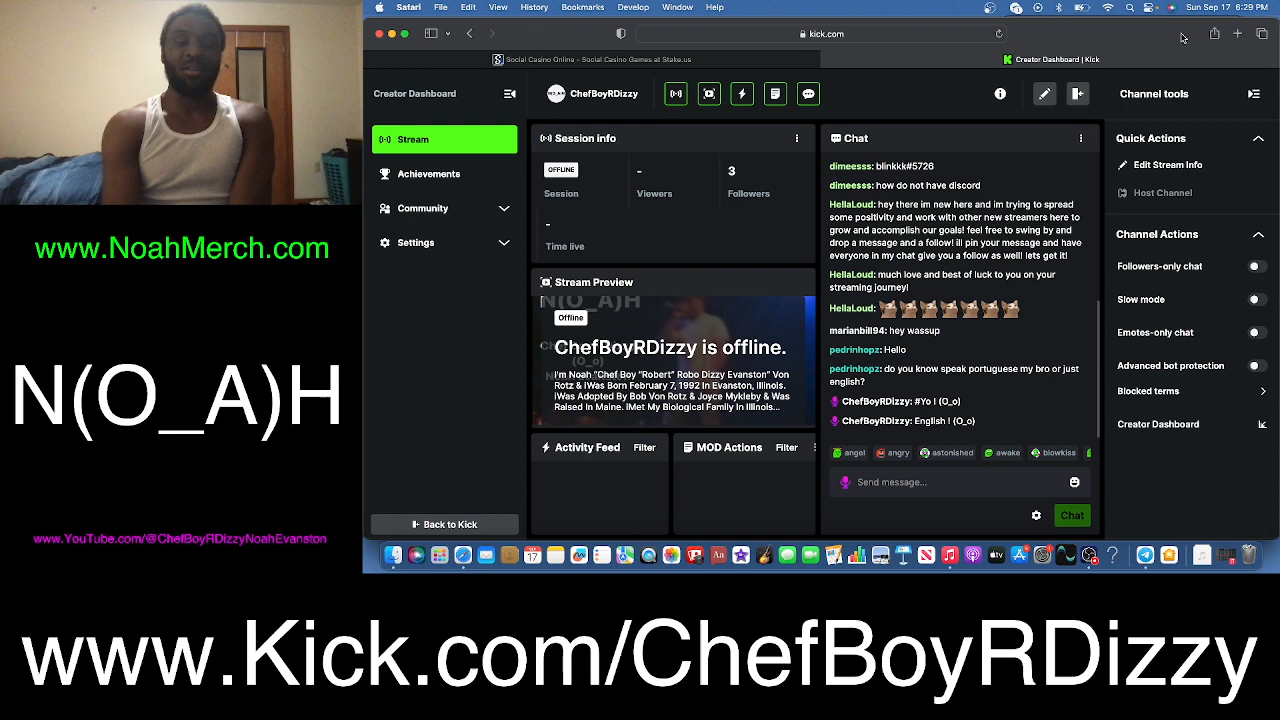 Safari File Edit View History Bookmarks Develop Window Help Sun Sep 17 6:29 PM
kick.com
Social Casino Online - Social Casino Games at Stake.us
Creator Dashboard | Kick
Creator Dashboard
ChefBoyRDizzy
Channel tools
Stream
Achievements
Community
Settings
Back to Kick
Session info
OFFLINE
Session
-
Viewers
3
Followers
-
Time live
Stream Preview
N(O_A)H
Offline
ChefBoyRDizzy is offline.
I'm Noah "Chef Boy "Robert" Robo Dizzy Evanston" Von
Rotz & iWas Born February 7, 1992 In Evanston, Illinois.
iWas Adopted By Bob Von Rotz & Joyce Mykleby & Was
Raised In Maine. iMet My Biological Family In Illinois...
Activity Feed Filter
MOD Actions Filter
Chat
dimeesss: blinkkk#5726
dimeesss: how do not have discord
HellaLoud: hey there im new here and im trying to spread
some positivity and work with other new streamers here to
grow and accomplish our goals! feel free to swing by and
drop a message and a follow! ill pin your message and have
everyone in my chat give you a follow as well! lets get it!
HellaLoud: much love and best of luck to you on your
streaming journey!
HellaLoud:
marianbill94: hey wassup
pedrinhopz: Hello
pedrinhopz: do you know speak portuguese my bro or just
english?
ChefBoyRDizzy: #Yo ! (O_o)
ChefBoyRDizzy: English ! {O_o)
angel angry astonished awake blowkiss
Send message...
Chat
Quick Actions
Edit Stream Info
Host Channel
Channel Actions
Followers-only chat
Slow mode
Emotes-only chat
Advanced bot protection
Blocked terms
Creator Dashboard
17
www.NoahMerch.com
N(O_A)H
www.YouTube.com/@ChefBoyRDizzyNoahEvanston
www.Kick.com/ChefBoyRDizzy